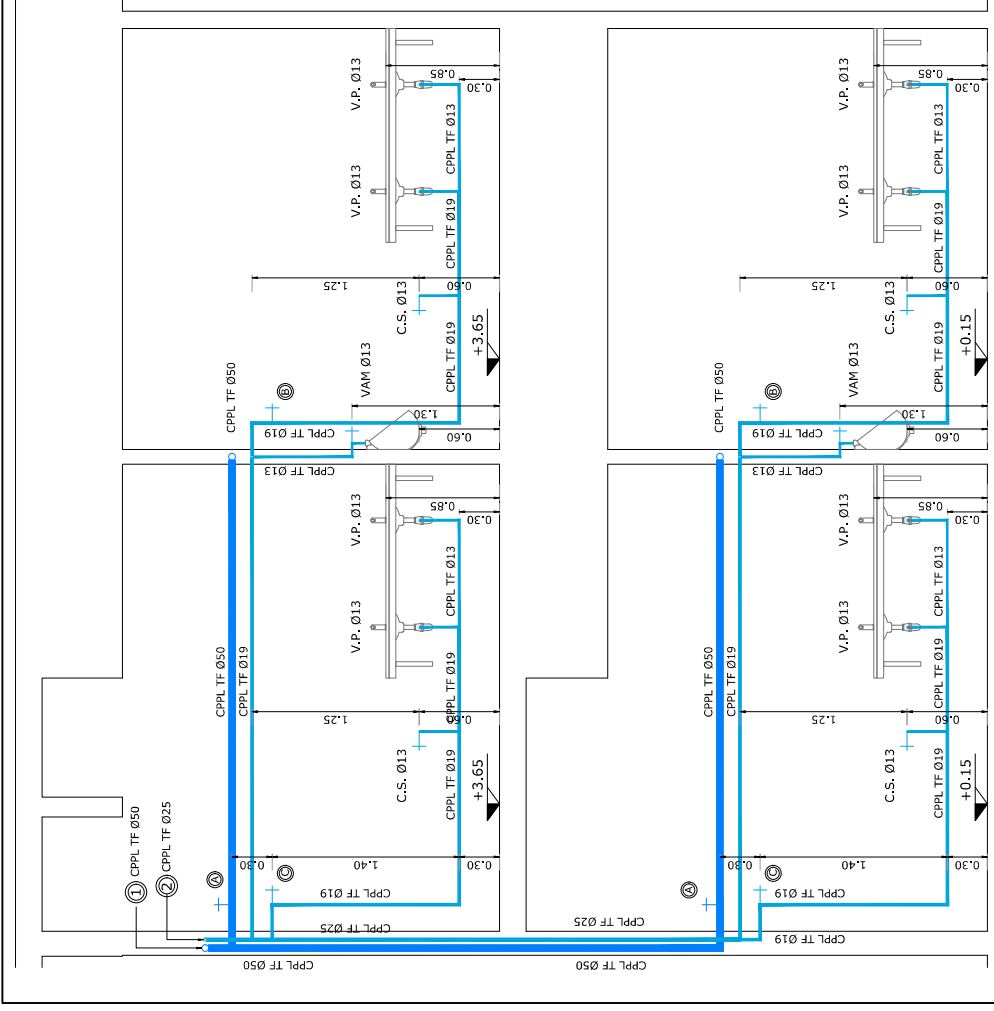 V.P. Ø13
V.P. Ø13
0.85
0.30
CPPL TF Ø13
CPPL TF Ø19
1.25
0.60
C.S. Ø13
CPPL TF Ø19
+3.65
VAM Ø13
CPPL TF Ø50
B
1.30
CPPL TF Ø19
0.60
CPPL TF Ø13
V.P. Ø13
V.P. Ø13
0.85
0.30
CPPL TF Ø13
CPPL TF Ø19
CPPL TF Ø50
CPPL TF Ø19
1.25
0.60
C.S. Ø13
CPPL TF Ø19
+3.65
1 CPPL TF Ø50
2 CPPL TF Ø25
A
C
0.30
1.40
0.30
CPPL TF Ø19
CPPL TF Ø25
CPPL TF Ø50
V.P. Ø13
V.P. Ø13
0.85
0.30
CPPL TF Ø13
CPPL TF Ø19
1.25
0.60
C.S. Ø13
CPPL TF Ø19
+0.15
VAM Ø13
CPPL TF Ø50
B
1.30
CPPL TF Ø19
0.60
CPPL TF Ø13
V.P. Ø13
V.P. Ø13
0.85
0.30
CPPL TF Ø13
CPPL TF Ø19
CPPL TF Ø50
CPPL TF Ø19
1.25
0.60
C.S. Ø13
CPPL TF Ø19
+0.15
A
C
0.30
1.40
0.30
CPPL TF Ø19
CPPL TF Ø25
CPPL TF Ø19
CPPL TF Ø50